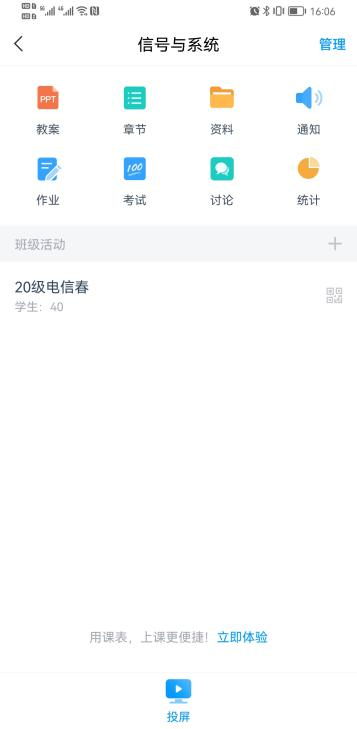 16:06
信号与系统
管理
PPT
教案
章节
资料
通知
100
作业
考试
讨论
统计
班级活动
20级电信春
学生：40
用课表，上课更便捷！立即体验
投屏